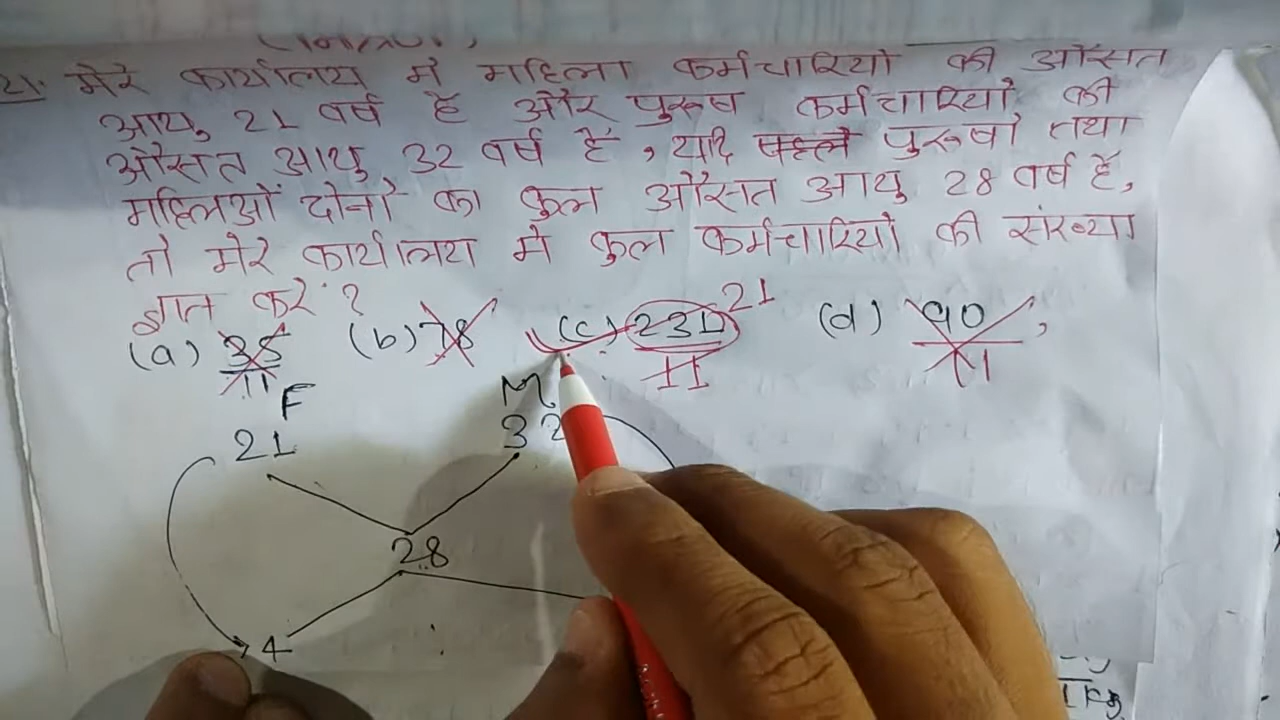 21. मेरे कार्यालय में महिला कर्मचारियों की औसत
आयु 21 वर्ष है और पुरुष कर्मचारियों की
औसत आयु 32 वर्ष है, यदि पुरुषों तथा
महिलाओं दोनों का कुल औसत आयु 28 वर्ष है,
तो मेरे कार्यालय में कुल कर्मचारियों की संख्या
ज्ञात करें ?
21
(a) 35/11 (b) 78 (c) 231/11 (d) 90/11
F M
21 32
28
4